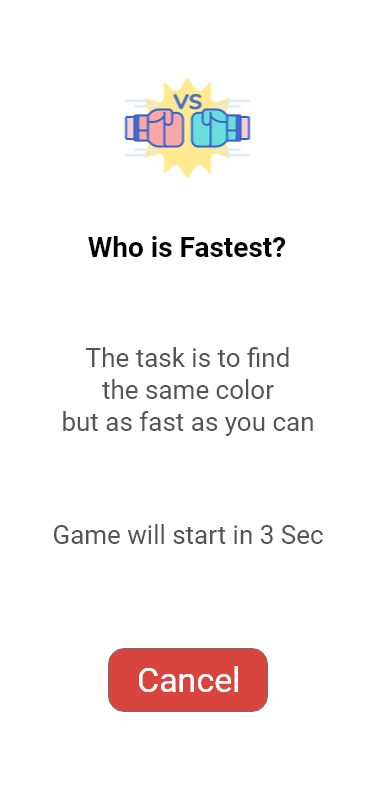 VS
Who is Fastest?
The task is to find
the same color
but as fast as you can
Game will start in 3 Sec
Cancel